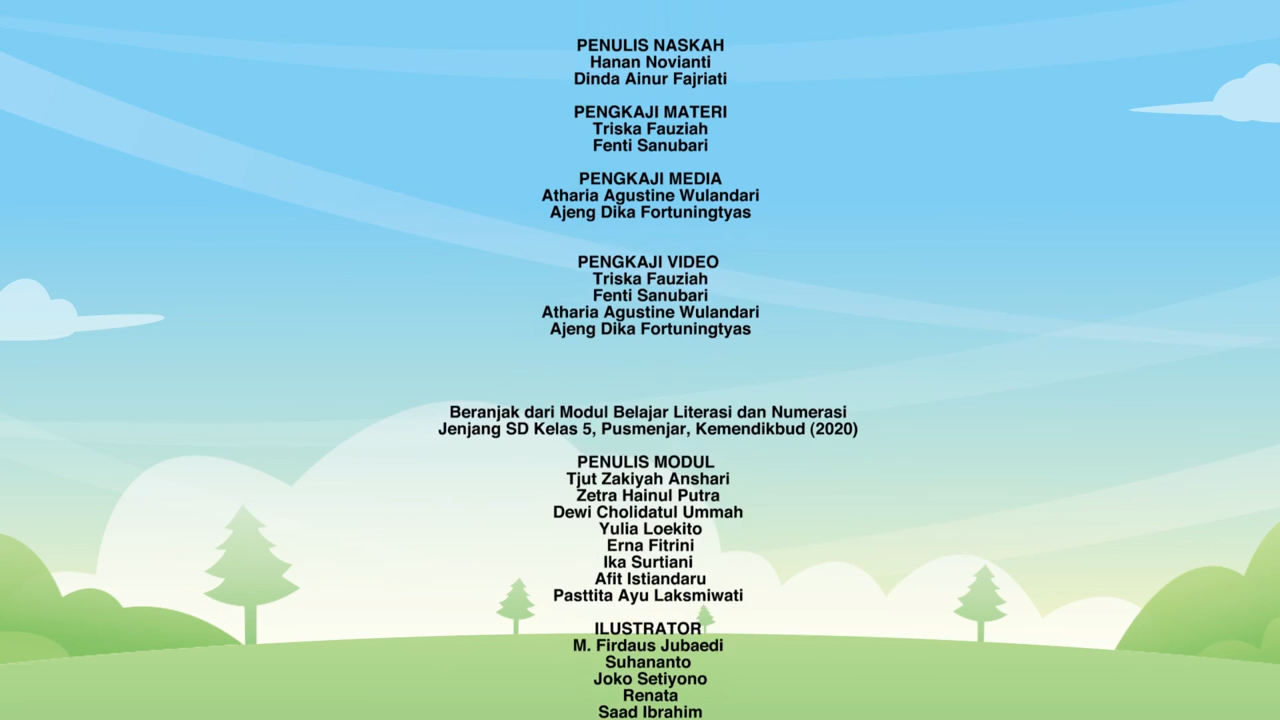 PENULIS NASKAH
Hanan Novianti
Dinda Ainur Fajriati
PENGKAJI MATERI
Triska Fauziah
Fenti Sanubari
PENGKAJI MEDIA
Atharia Agustine Wulandari
Ajeng Dika Fortuningtyas
PENGKAJI VIDEO
Triska Fauziah
Fenti Sanubari
Atharia Agustine Wulandari
Ajeng Dika Fortuningtyas
Beranjak dari Modul Belajar Literasi dan Numerasi
Jenjang SD Kelas 5, Pusmenjar, Kemendikbud (2020)
PENULIS MODUL
Tjut Zakiyah Anshari
Zetra Hainul Putra
Dewi Cholidatul Ummah
Yulia Loekito
Erna Fitrini
Ika Surtiani
Afit Istiandaru
Pasttita Ayu Laksmiwati
ILUSTRATOR
M. Firdaus Jubaedi
Suhananto
Joko Setiyono
Renata
Saad Ibrahim